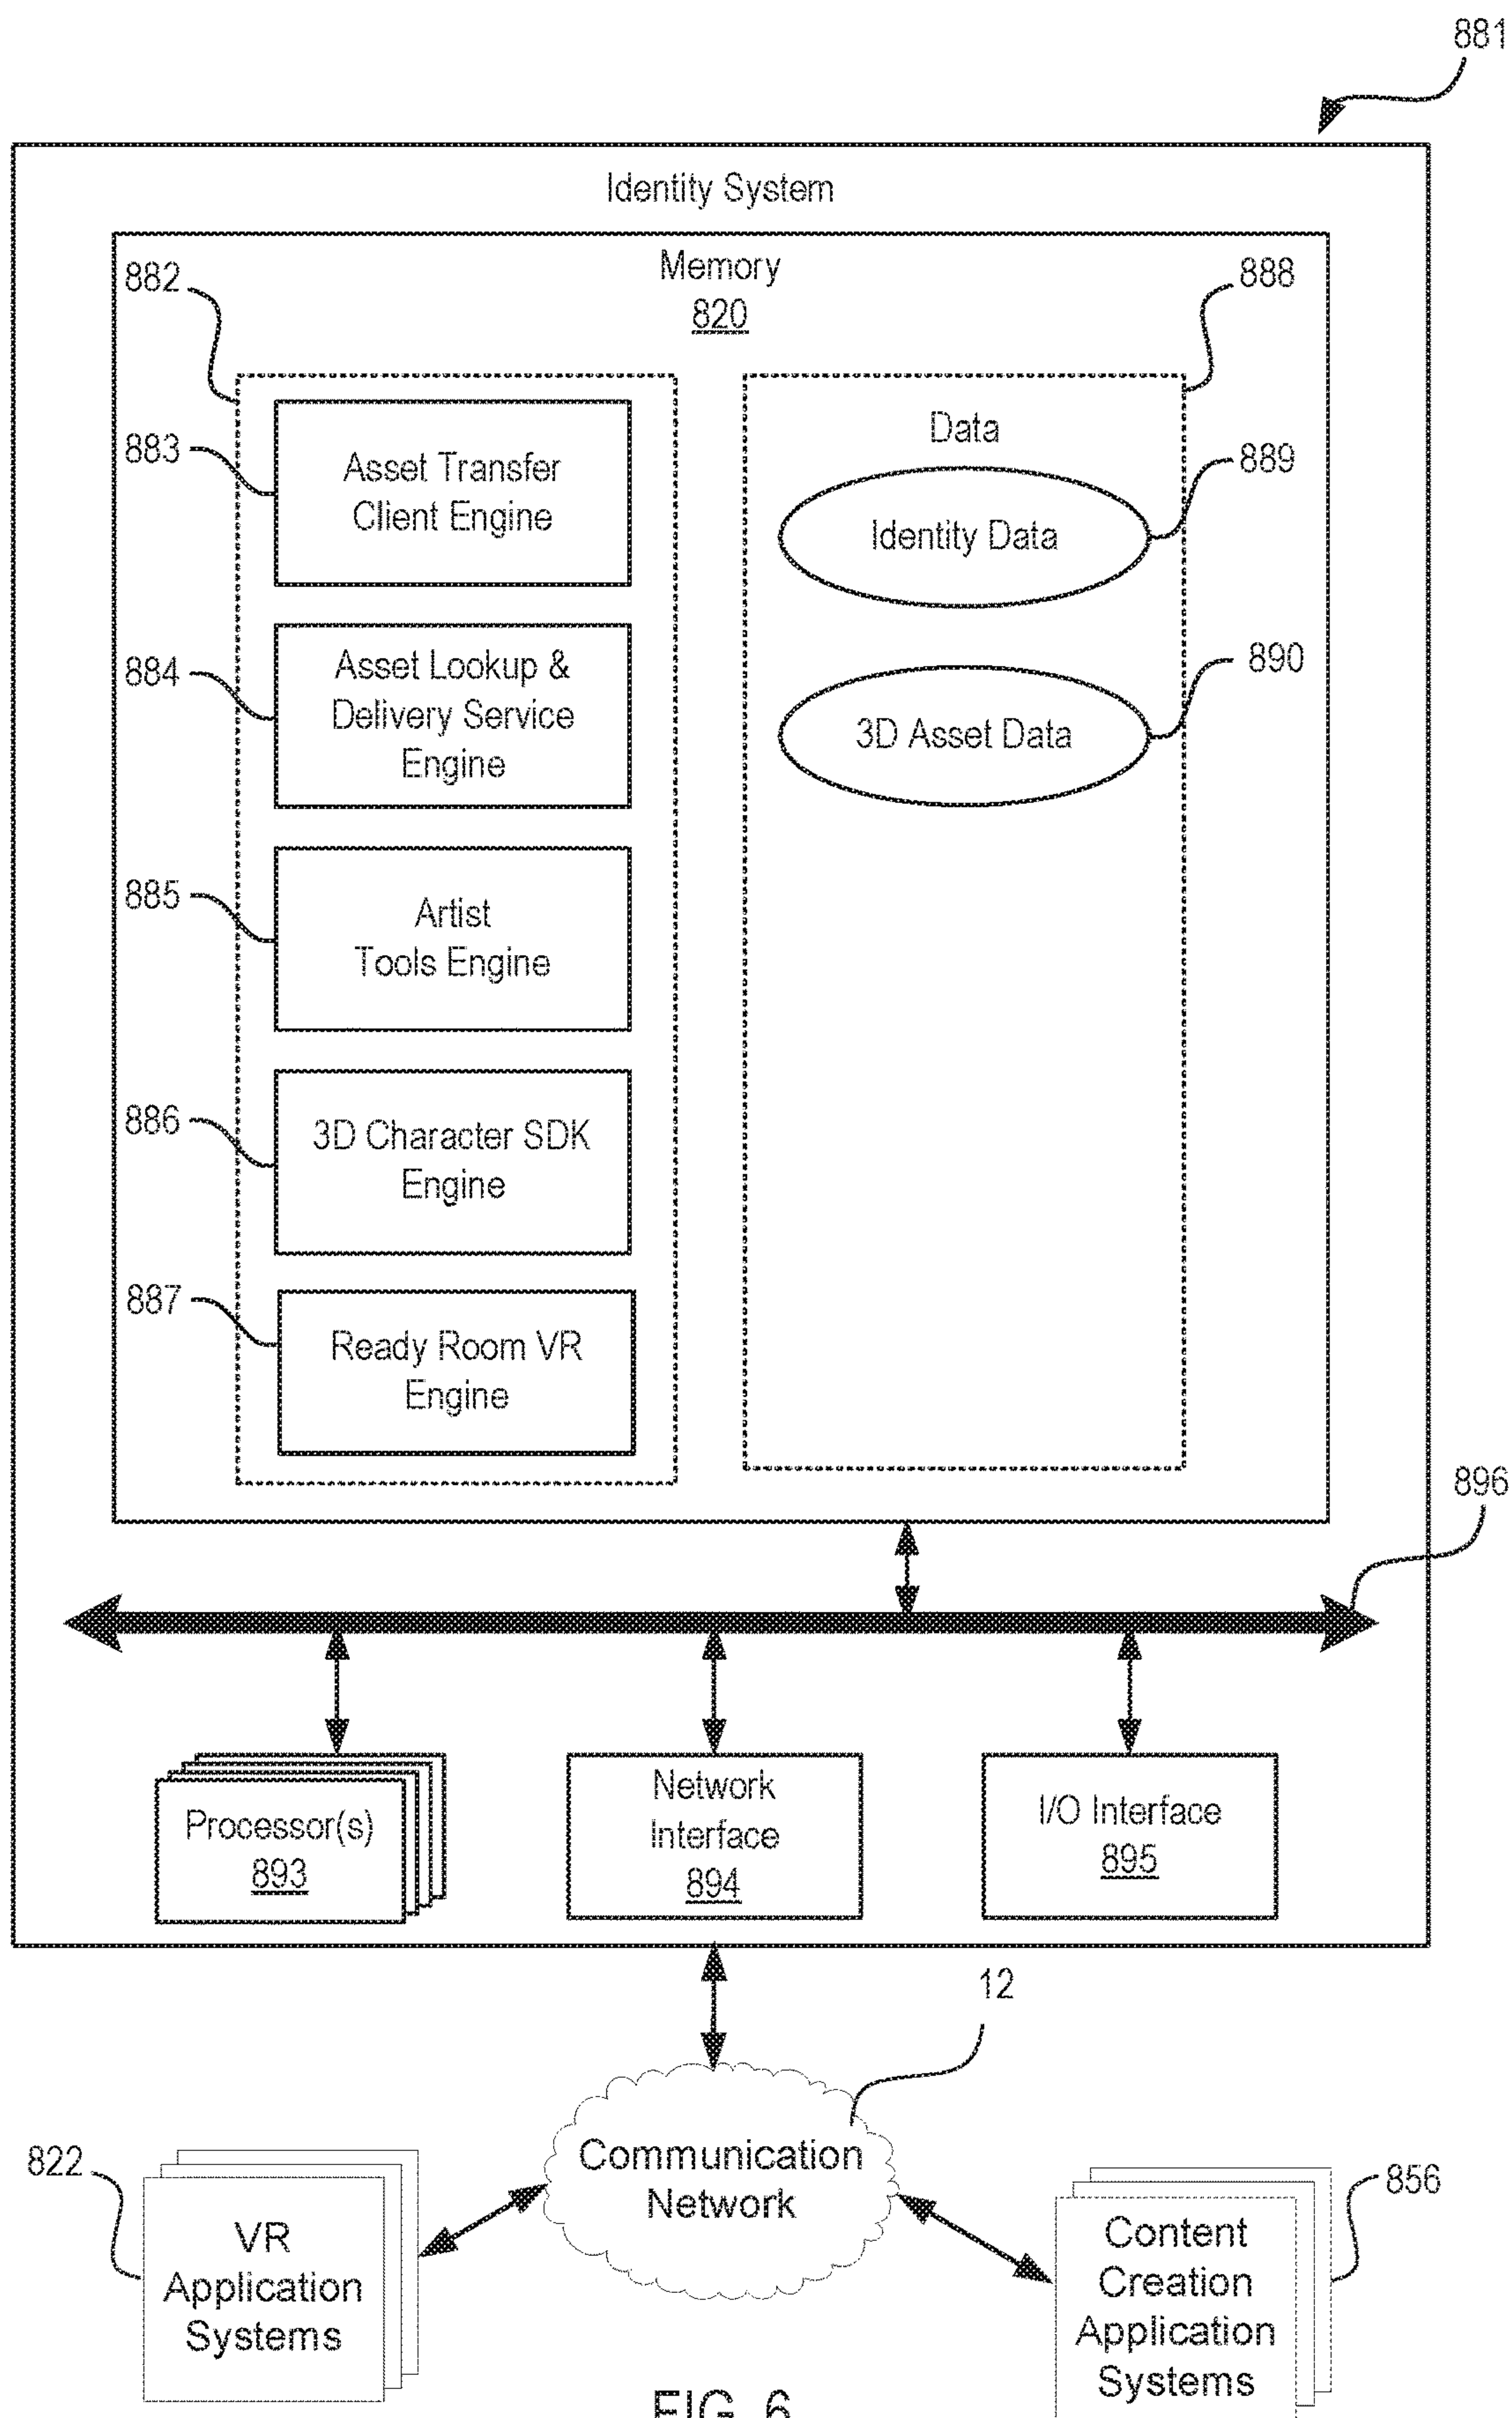 881
Identity System
Memory
820
882
888
883
Asset Transfer
Client Engine
Data
889
Identity Data
884
Asset Lookup &
Delivery Service
Engine
890
3D Asset Data
885
Artist
Tools Engine
886
3D Character SDK
Engine
887
Ready Room VR
Engine
896
Processor(s)
893
Network
Interface
894
I/O Interface
895
12
Communication
Network
822
VR
Application
Systems
856
Content
Creation
Application
Systems
FIG. 6